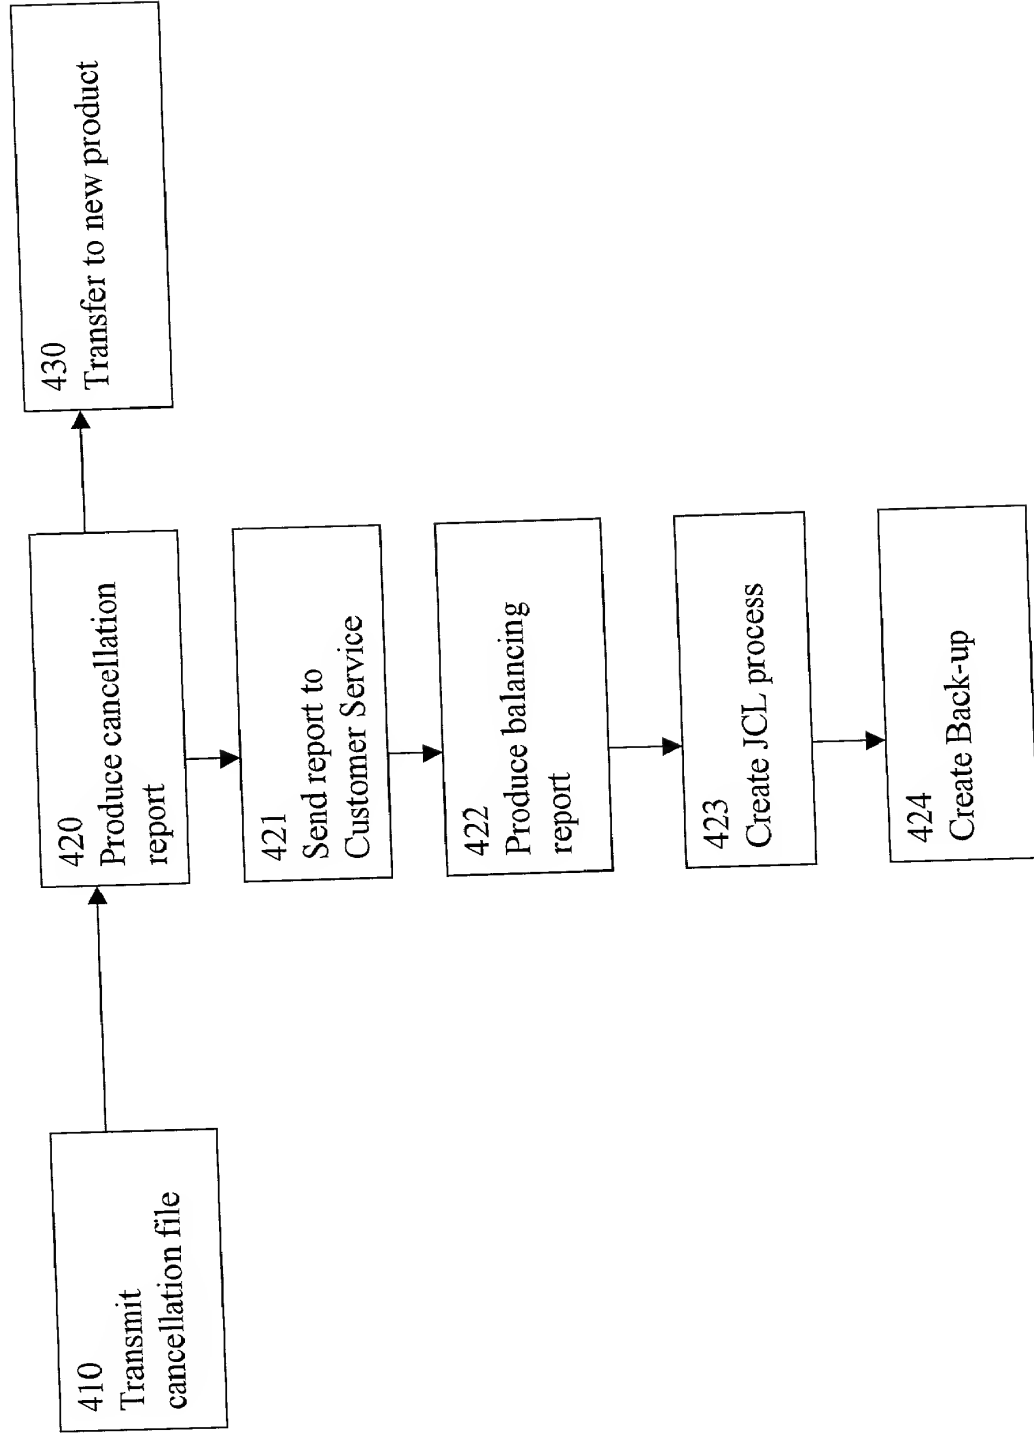 410
Transmit
cancellation file
420
Produce cancellation
report
430
Transfer to new product
421
Send report to
Customer Service
422
Produce balancing
report
423
Create JCL process
424
Create Back-up